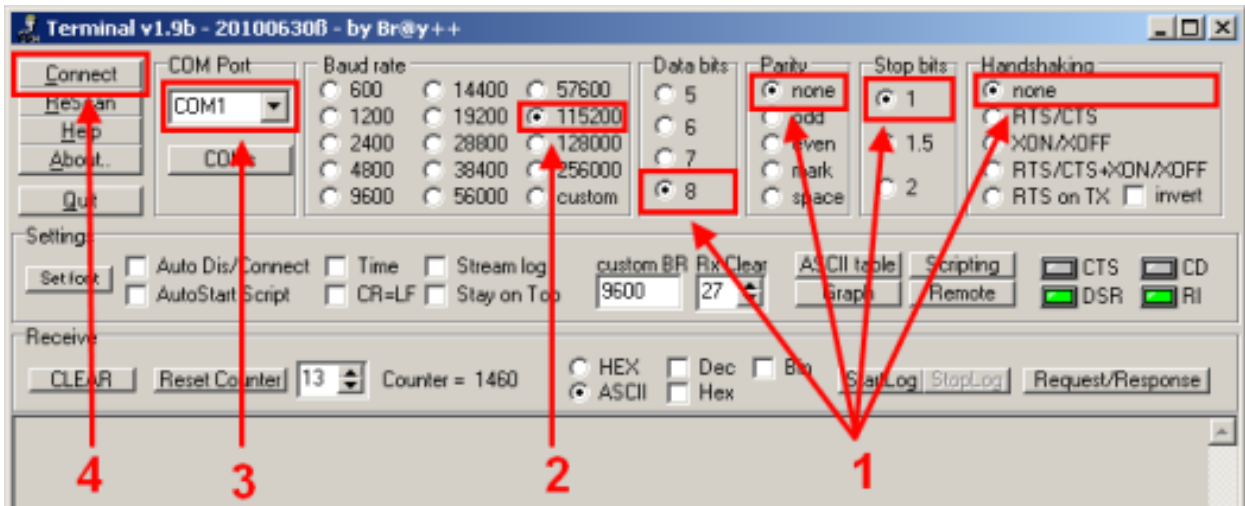 Terminal v1.9b - 20100630ß - by Br@y++
Connect
ReScan
Help
About..
Quit
COM Port
COM1
COMs
Baud rate
600 14400 57600
1200 19200 115200
2400 28800 128000
4800 38400 256000
9600 56000 custom
Data bits
5
6
7
8
Parity
none
odd
even
mark
space
Stop bits
1
1.5
2
Handshaking
none
RTS/CTS
XON/XOFF
RTS/CTS+XON/XOFF
RTS on TX invert
Settings
Set font
Auto Dis/Connect Time Stream log
AutoStart Script CR=LF Stay on Top
custom BR Rx Clear
9600 27
ASCII table Scripting
Graph Remote
CTS CD
DSR RI
Receive
CLEAR Reset Counter 13 Counter = 1460
HEX Dec Bin
ASCII Hex
StartLog StopLog Request/Response
4 3 2 1